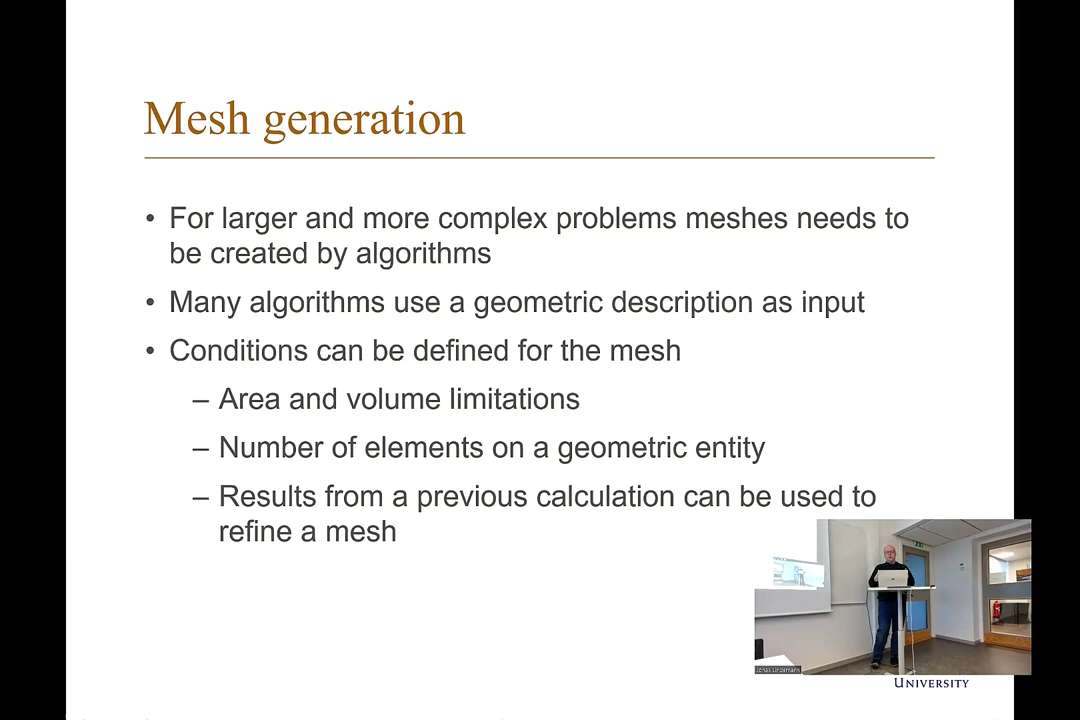 Mesh generation
• For larger and more complex problems meshes needs to
be created by algorithms
• Many algorithms use a geometric description as input
• Conditions can be defined for the mesh
– Area and volume limitations
– Number of elements on a geometric entity
– Results from a previous calculation can be used to
refine a mesh
Jonas Lindemann
UNIVERSITY